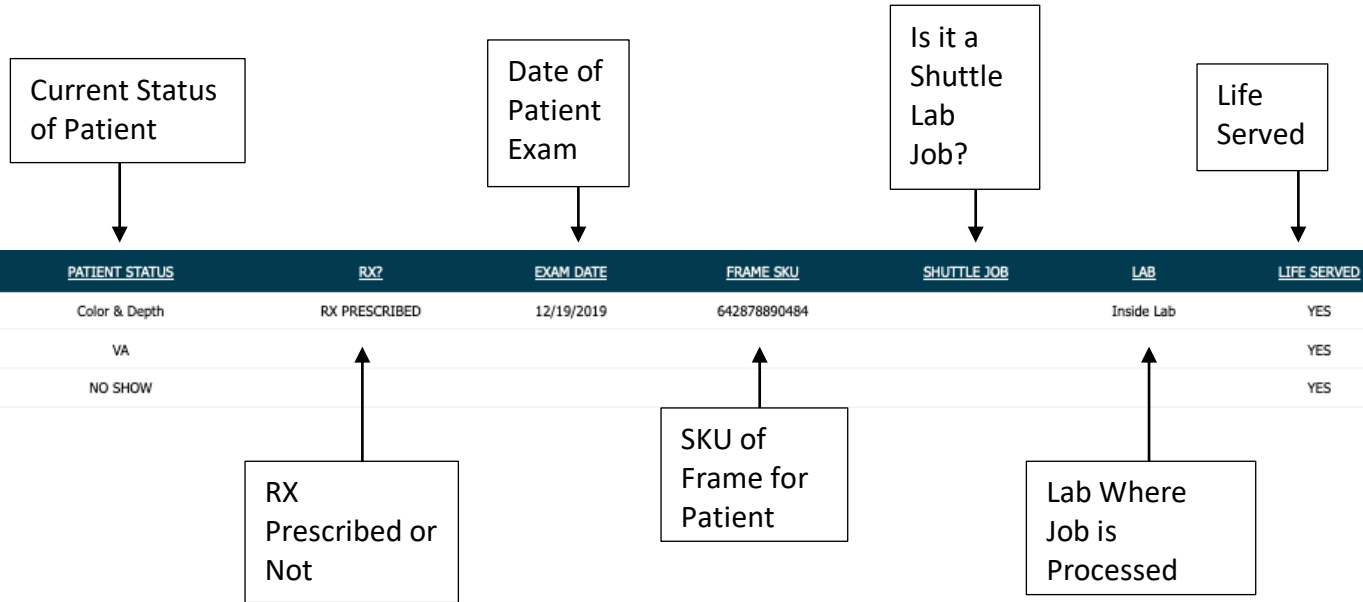 Current Status
of Patient
Date of
Patient
Exam
Is it a
Shuttle
Lab
Job?
Life
Served
PATIENT STATUS RX? EXAM DATE FRAME SKU SHUTTLE JOB LAB LIFE SERVED
Color & Depth RX PRESCRIBED 12/19/2019 642878890484 Inside Lab YES
VA YES
NO SHOW YES
RX
Prescribed or
Not
SKU of
Frame for
Patient
Lab Where
Job is
Processed